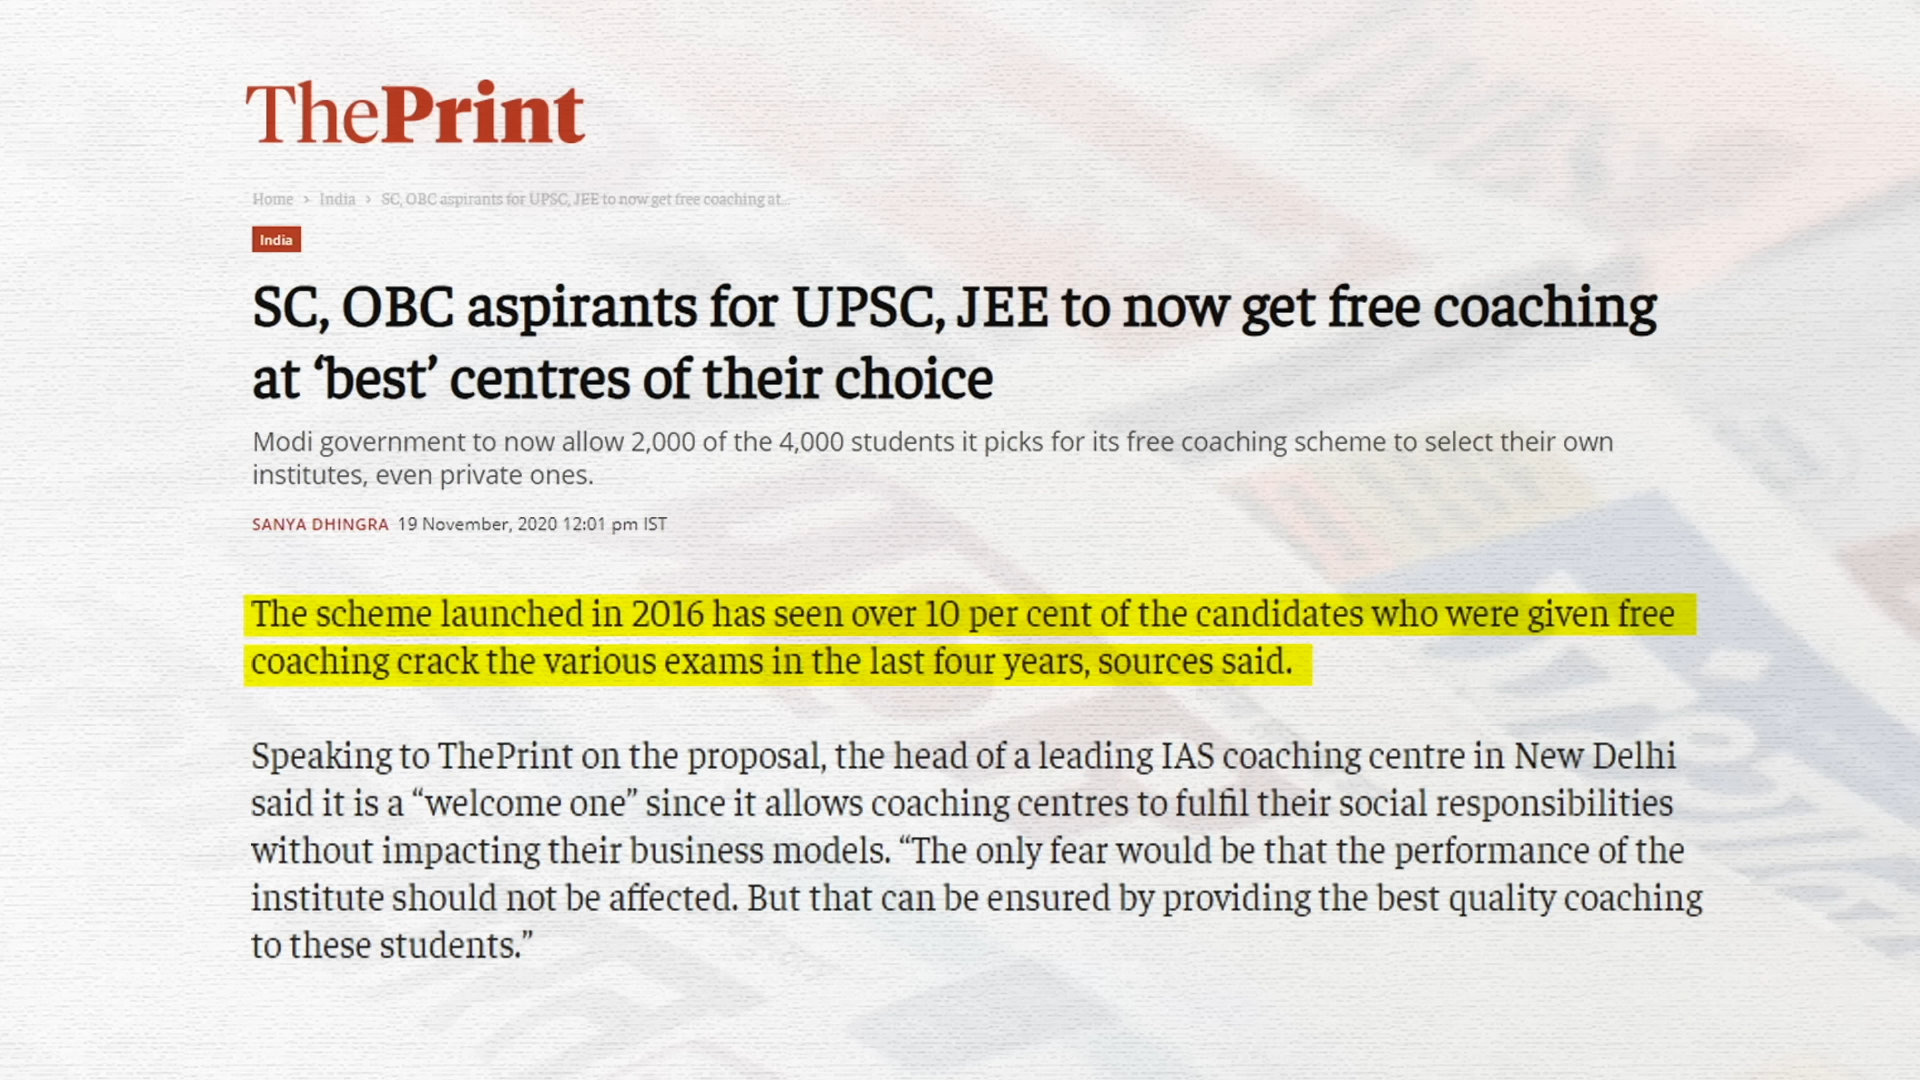 ThePrint
Home › India › SC, OBC aspirants for UPSC, JEE to now get free coaching at...
India
SC, OBC aspirants for UPSC, JEE to now get free coaching
at ‘best’ centres of their choice
Modi government to now allow 2,000 of the 4,000 students it picks for its free coaching scheme to select their own
institutes, even private ones.
SANYA DHINGRA 19 November, 2020 12:01 pm IST
The scheme launched in 2016 has seen over 10 per cent of the candidates who were given free
coaching crack the various exams in the last four years, sources said.
Speaking to ThePrint on the proposal, the head of a leading IAS coaching centre in New Delhi
said it is a “welcome one” since it allows coaching centres to fulfil their social responsibilities
without impacting their business models. “The only fear would be that the performance of the
institute should not be affected. But that can be ensured by providing the best quality coaching
to these students.”